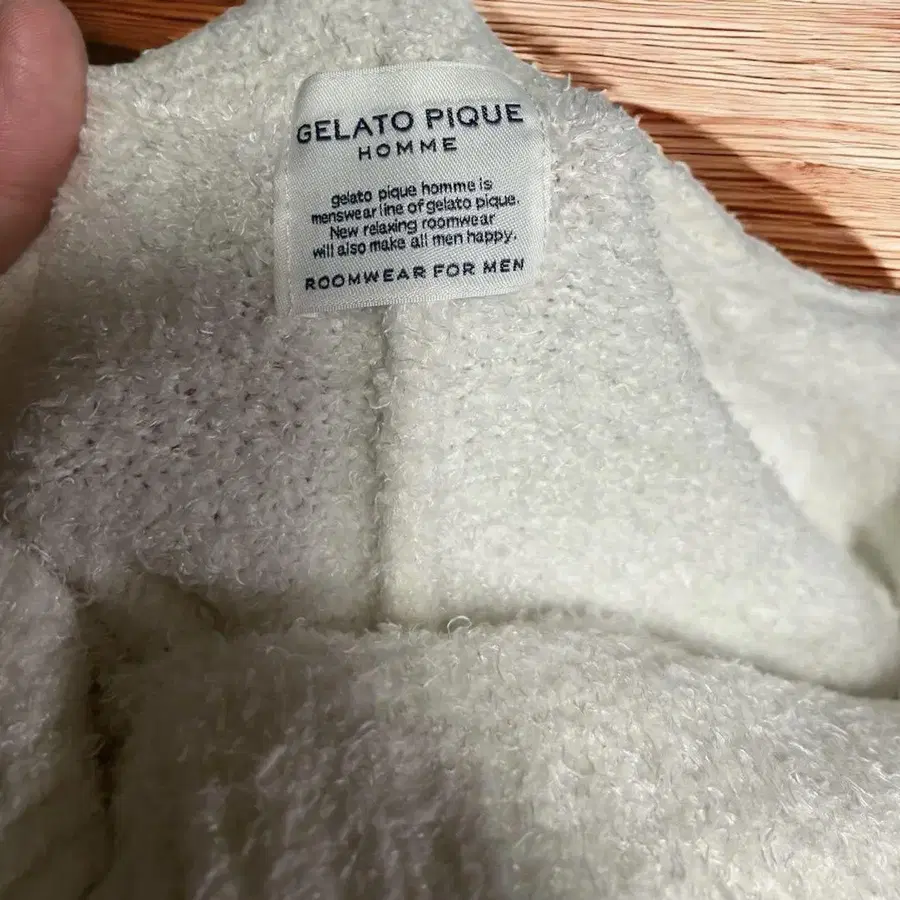 GELATO PIQUE
HOMME
gelato pique homme is
menswear line of gelato pique.
New relaxing roomwear
will also make all men happy.
ROOMWEAR FOR MEN